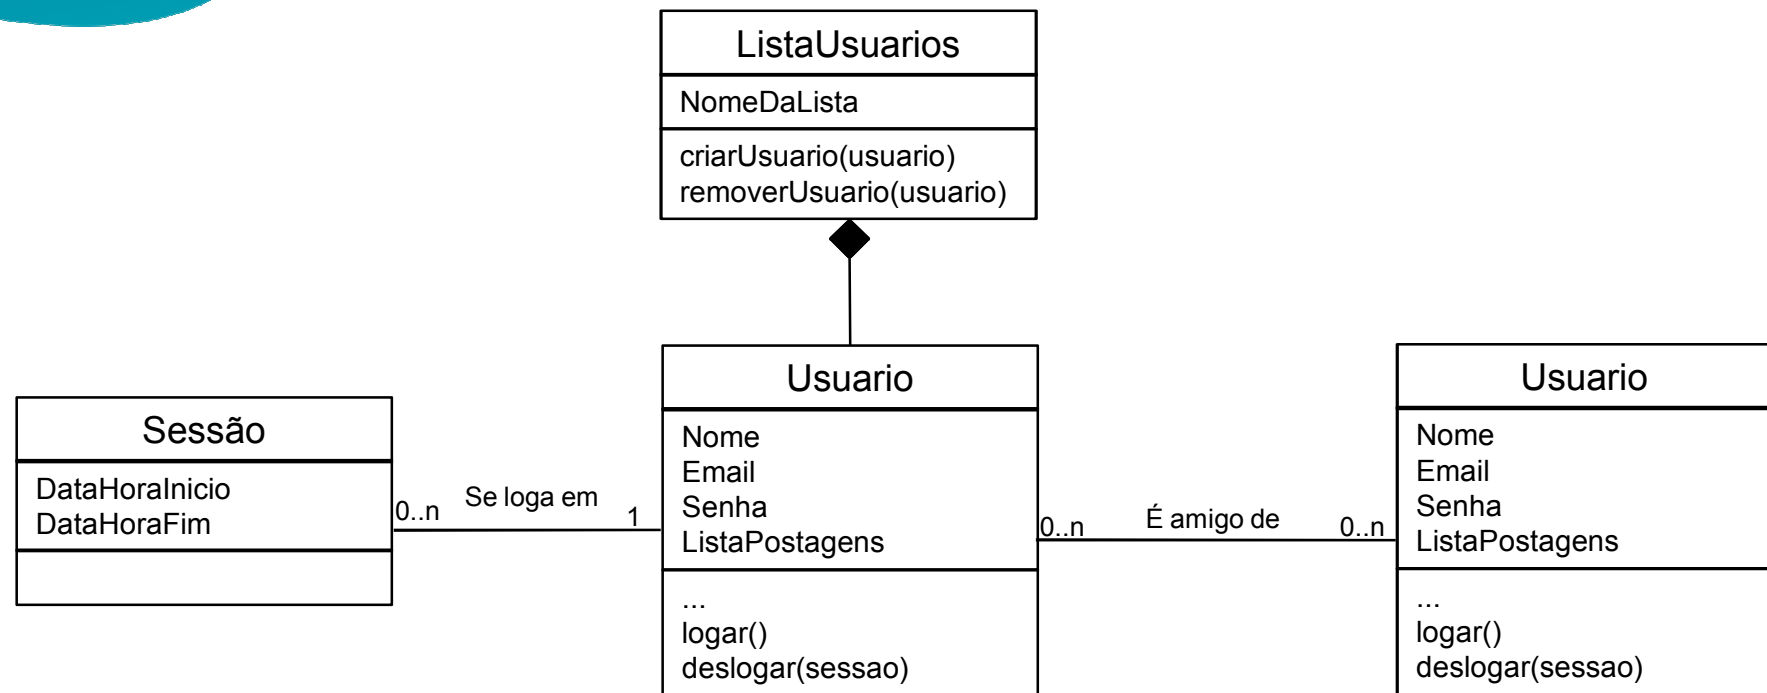 ListaUsuarios
NomeDaLista
criarUsuario(usuario)
removerUsuario(usuario)
Sessão
DataHoraInicio
DataHoraFim
0..n
Se loga em
1
Usuario
Nome
Email
Senha
ListaPostagens
...
logar()
deslogar(sessao)
0..n
É amigo de
0..n
Usuario
Nome
Email
Senha
ListaPostagens
...
logar()
deslogar(sessao)